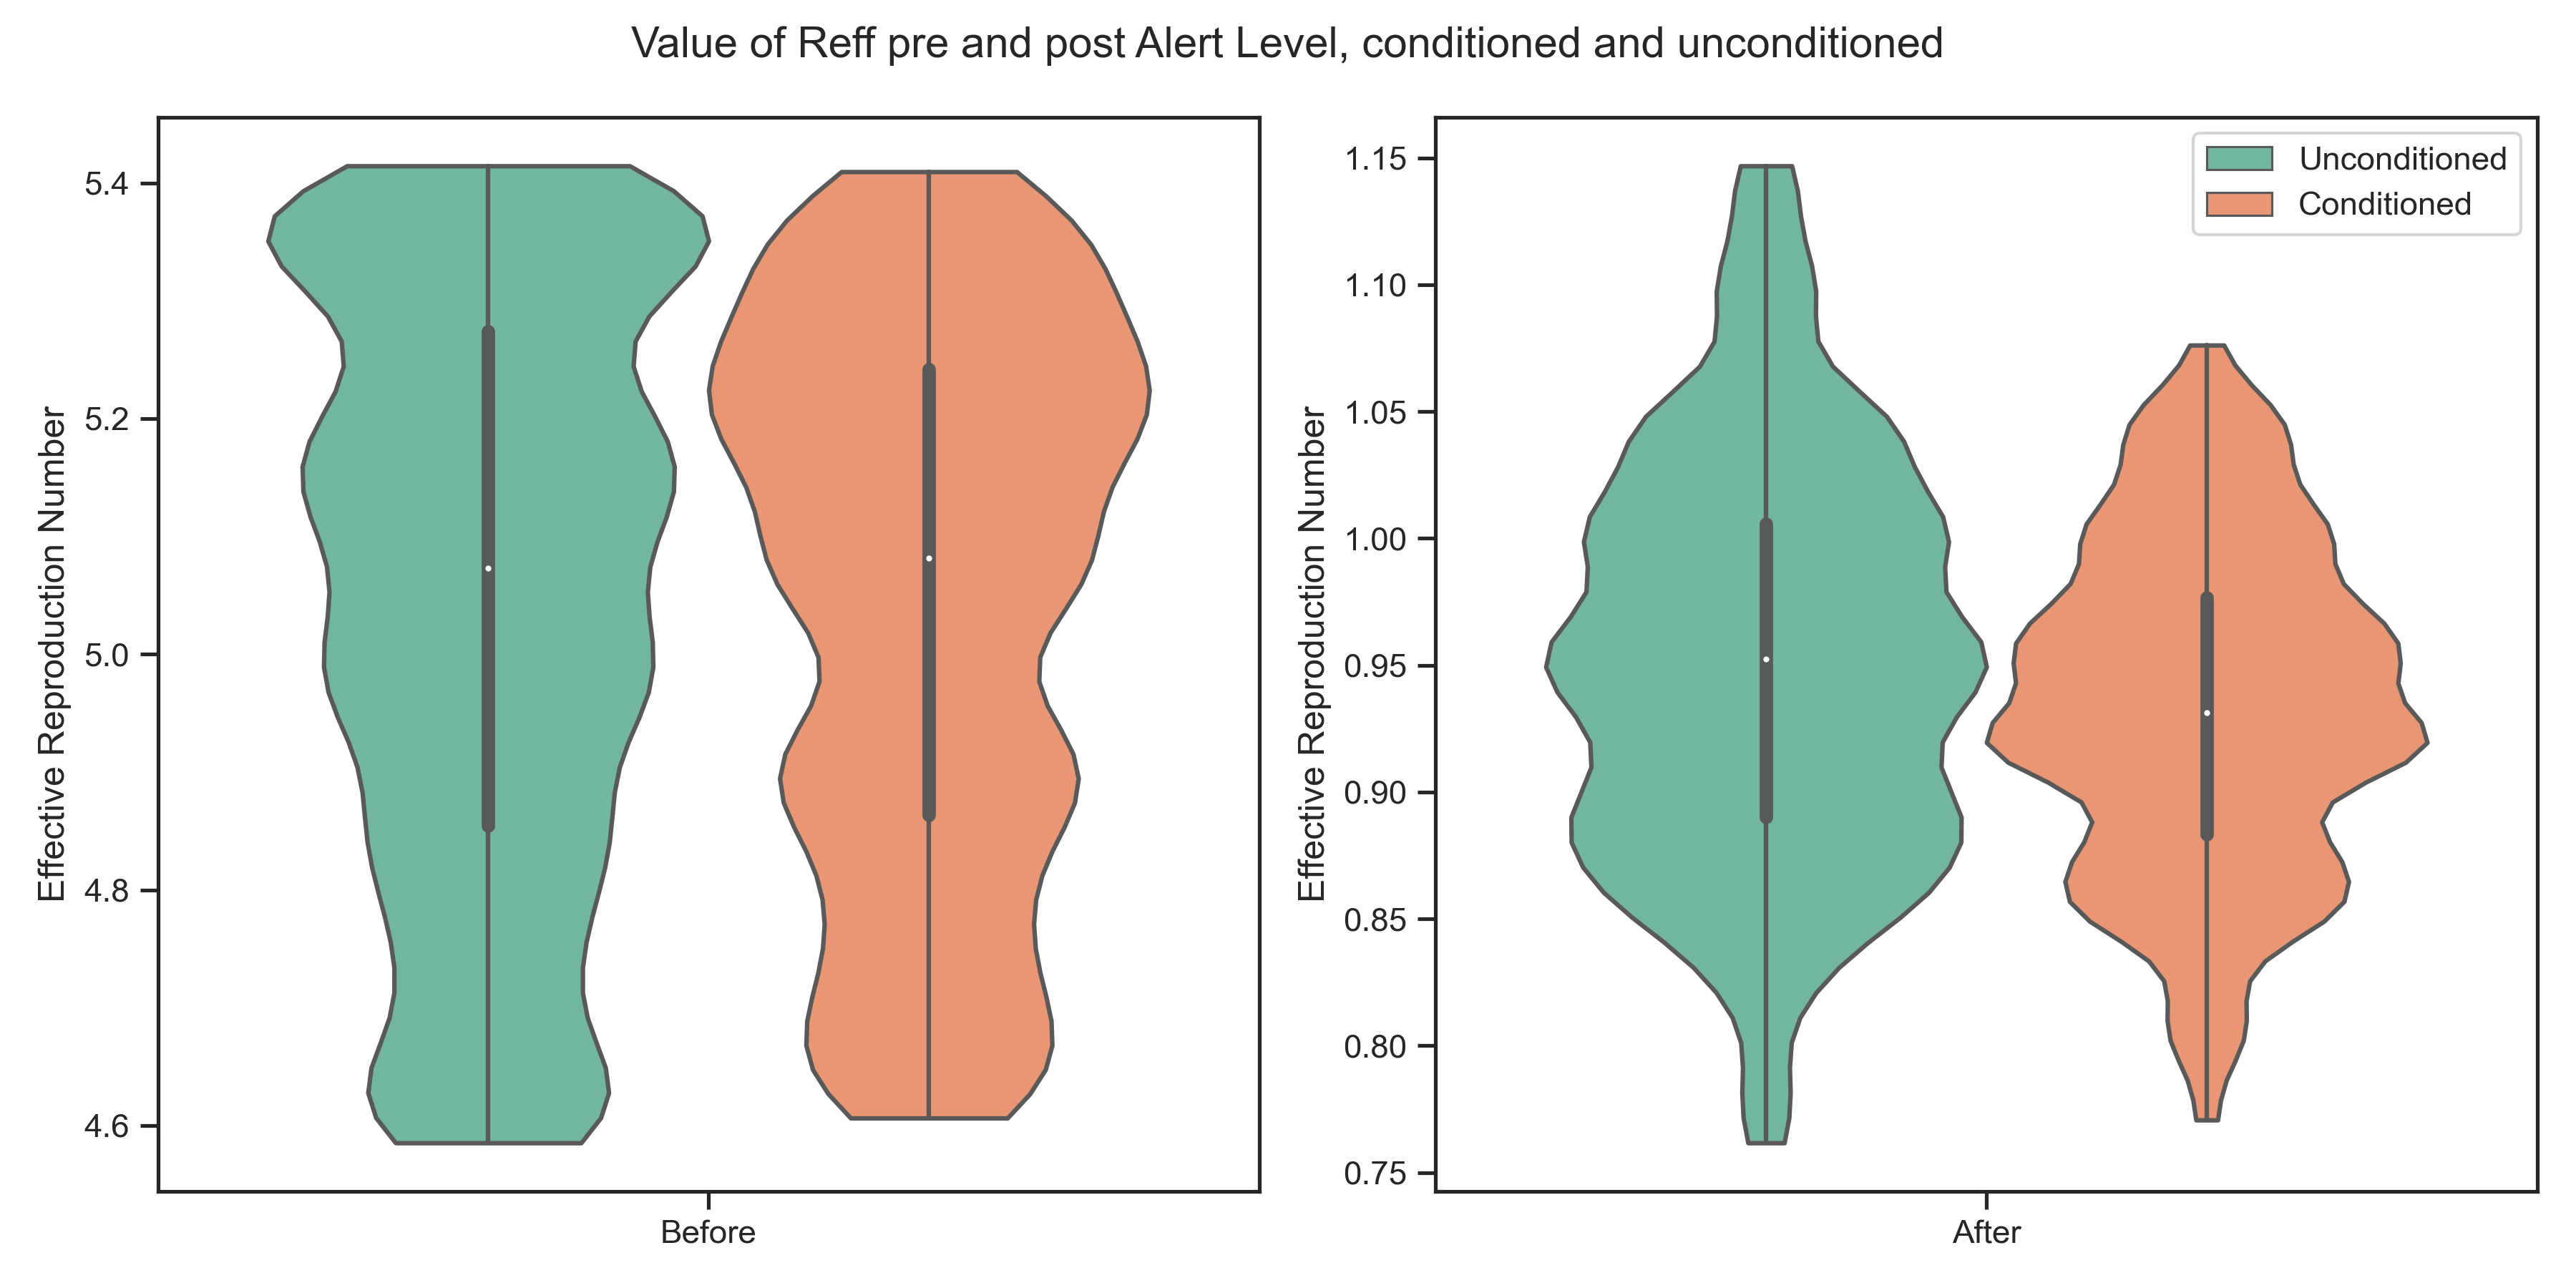 Value of Reff pre and post Alert Level, conditioned and unconditioned
Effective Reproduction Number
5.4
5.2
5.0
4.8
4.6
Before
Effective Reproduction Number
1.15
1.10
1.05
1.00
0.95
0.90
0.85
0.80
0.75
After
Unconditioned
Conditioned